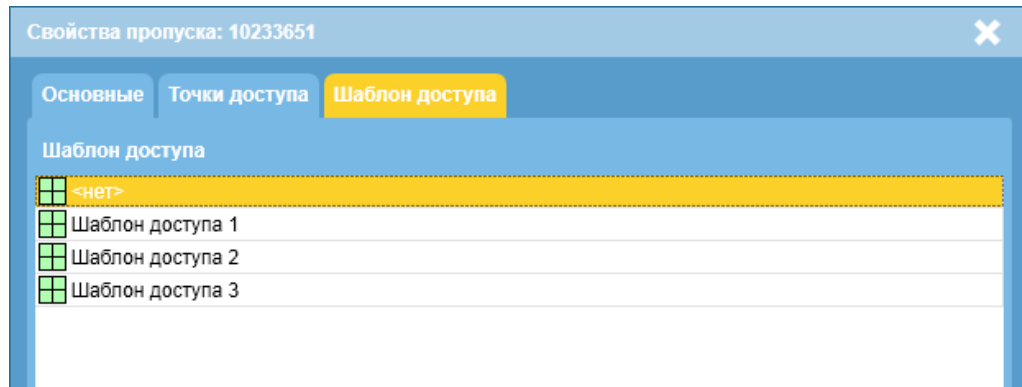 Свойства пропуска: 10233651
Основные Точки доступа Шаблон доступа
Шаблон доступа
<нет>
Шаблон доступа 1
Шаблон доступа 2
Шаблон доступа 3